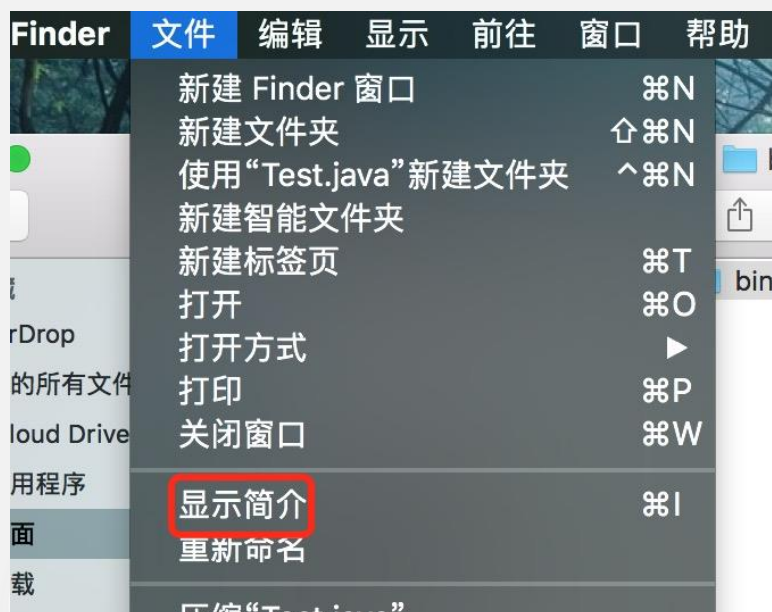 Finder 文件 编辑 显示 前往 窗口 帮助
新建 Finder 窗口 ⌘N
新建文件夹 ⇧⌘N
使用“Test.java”新建文件夹 ^⌘N
新建智能文件夹
新建标签页 ⌘T
bin
打开 ⌘O
rDrop
打开方式 ▶
的所有文件
打印 ⌘P
loud Drive
关闭窗口 ⌘W
用程序
显示简介 ⌘I
面
重新命名
载
压缩“Test.java”